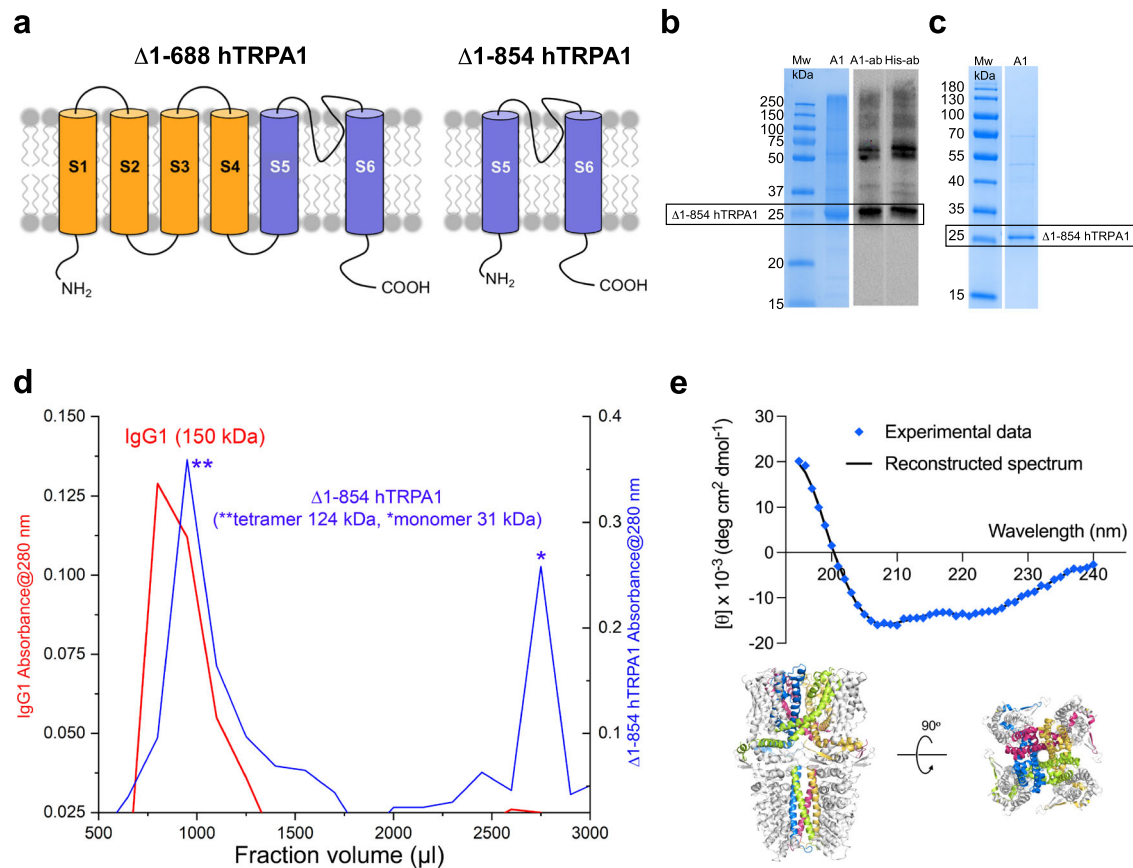 a
Δ1-688 hTRPA1
Δ1-854 hTRPA1
S1
S2
S3
S4
S5
S6
S5
S6
NH2
COOH
NH2
COOH
b
Mw
kDa
A1
A1-ab
His-ab
250
150
100
75
50
37
25
20
15
Δ1-854 hTRPA1
c
Mw
kDa
A1
180
130
100
70
55
40
35
25
15
Δ1-854 hTRPA1
d
IgG1 Absorbance@280 nm
0.150
0.125
0.100
0.075
0.050
0.025
IgG1 (150 kDa)
**
Δ1-854 hTRPA1
(**tetramer 124 kDa, *monomer 31 kDa)
*
0.4
0.3
0.2
0.1
Δ1-854 hTRPA1 Absorbance@280 nm
500 1000 1500 2000 2500 3000
Fraction volume (µl)
e
[θ] x 10-3 (deg cm2 dmol-1)
30
20
10
0
-10
-20
Experimental data
Reconstructed spectrum
Wavelength (nm)
200 210 220 230 240
90º